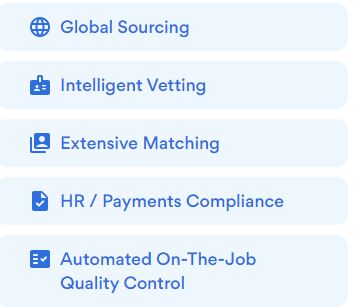 Global Sourcing
Intelligent Vetting
Extensive Matching
HR / Payments Compliance
Automated On-The-Job
Quality Control